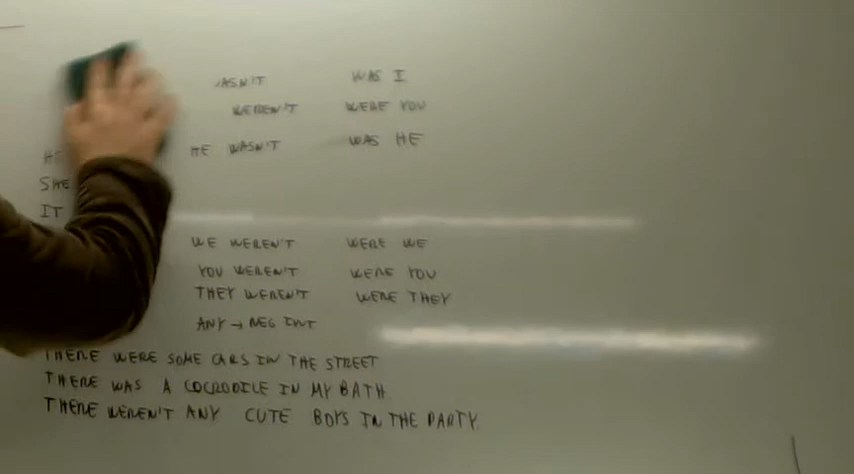 WASN'T WAS I
WEREN'T WERE YOU
HE WASN'T WAS HE
SHE
IT
WE WEREN'T WERE WE
YOU WEREN'T WERE YOU
THEY WEREN'T WERE THEY
ANY → NEG INT
THERE WERE SOME CARS IN THE STREET
THERE WAS A COCRODILE IN MY BATH
THERE WEREN'T ANY CUTE BOYS IN THE PARTY